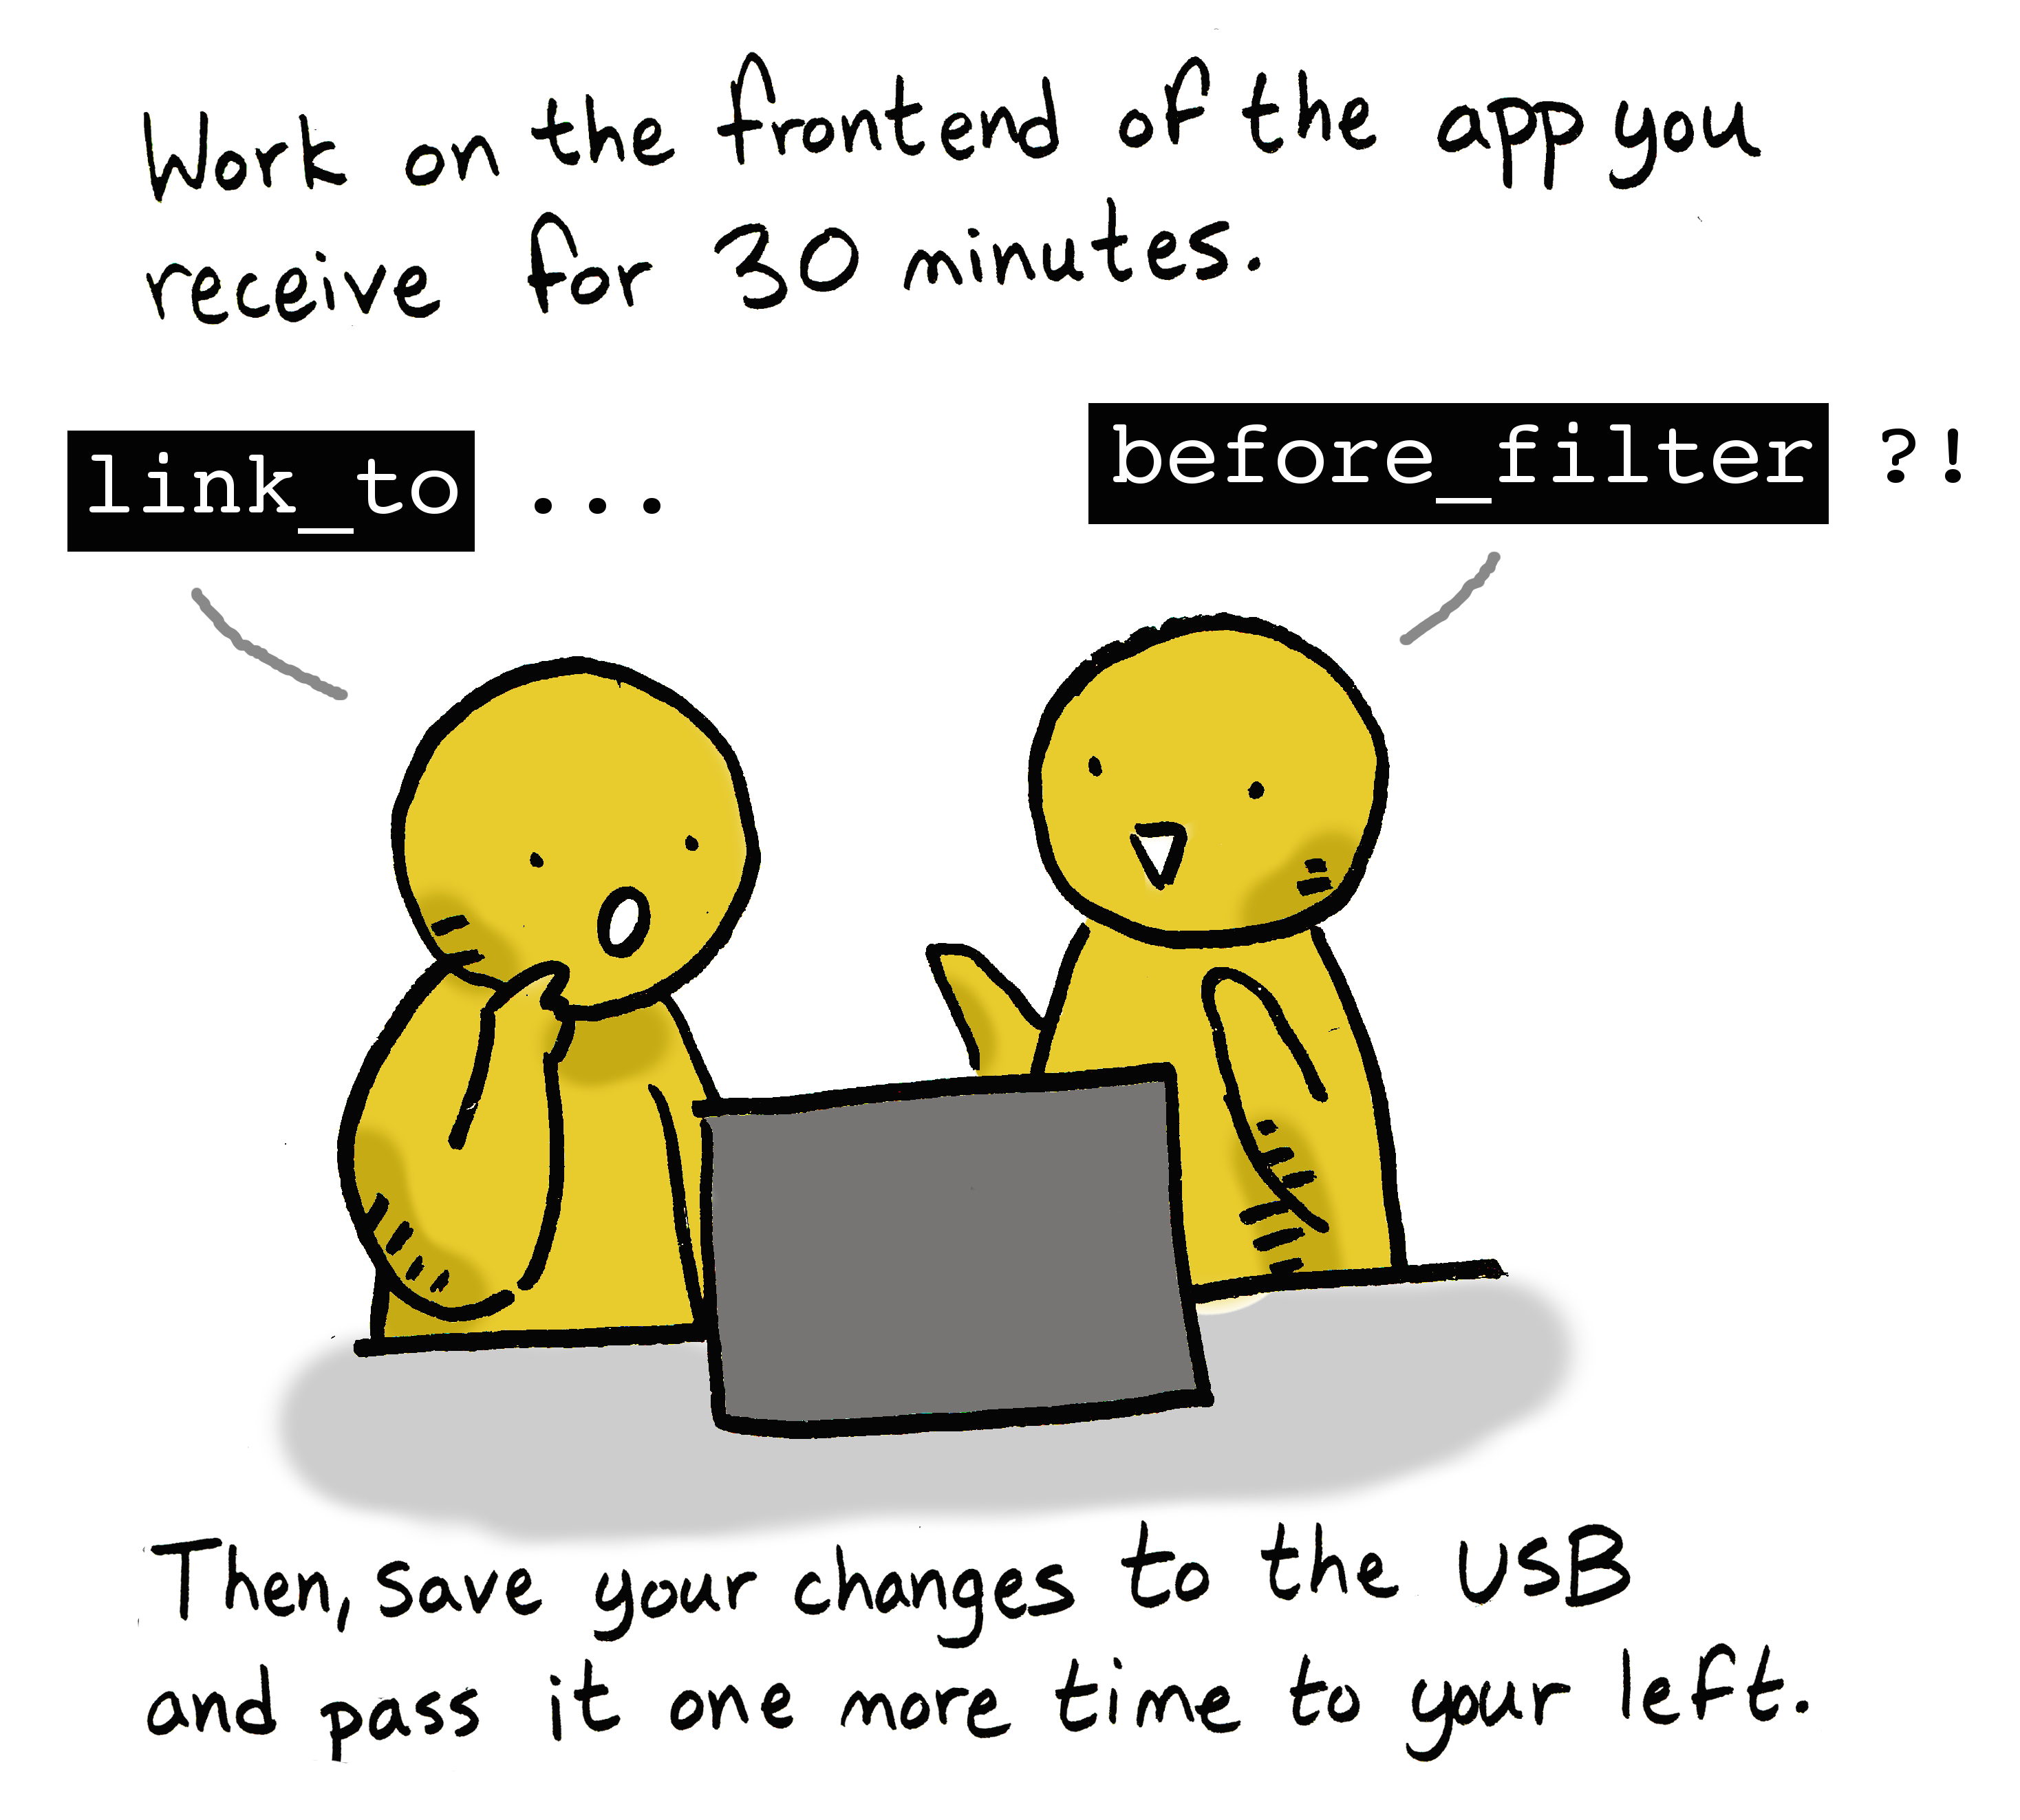 Work on the frontend of the app you
receive for 30 minutes.
link_to ...
before_filter ?!
Then, save your changes to the USB
and pass it one more time to your left.